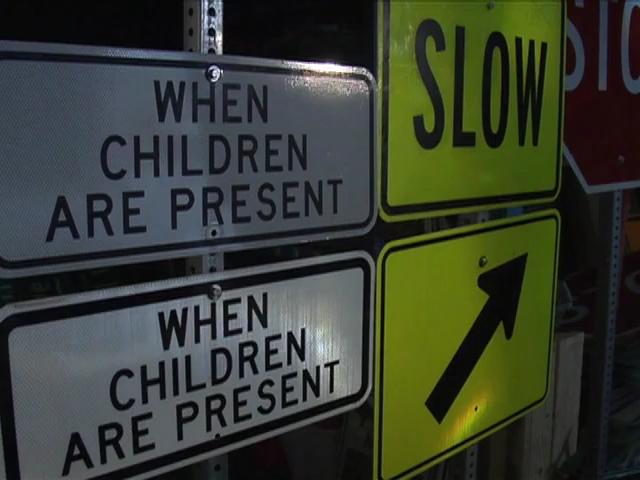 WHEN
CHILDREN
ARE PRESENT
SLOW
WHEN
CHILDREN
ARE PRESENT